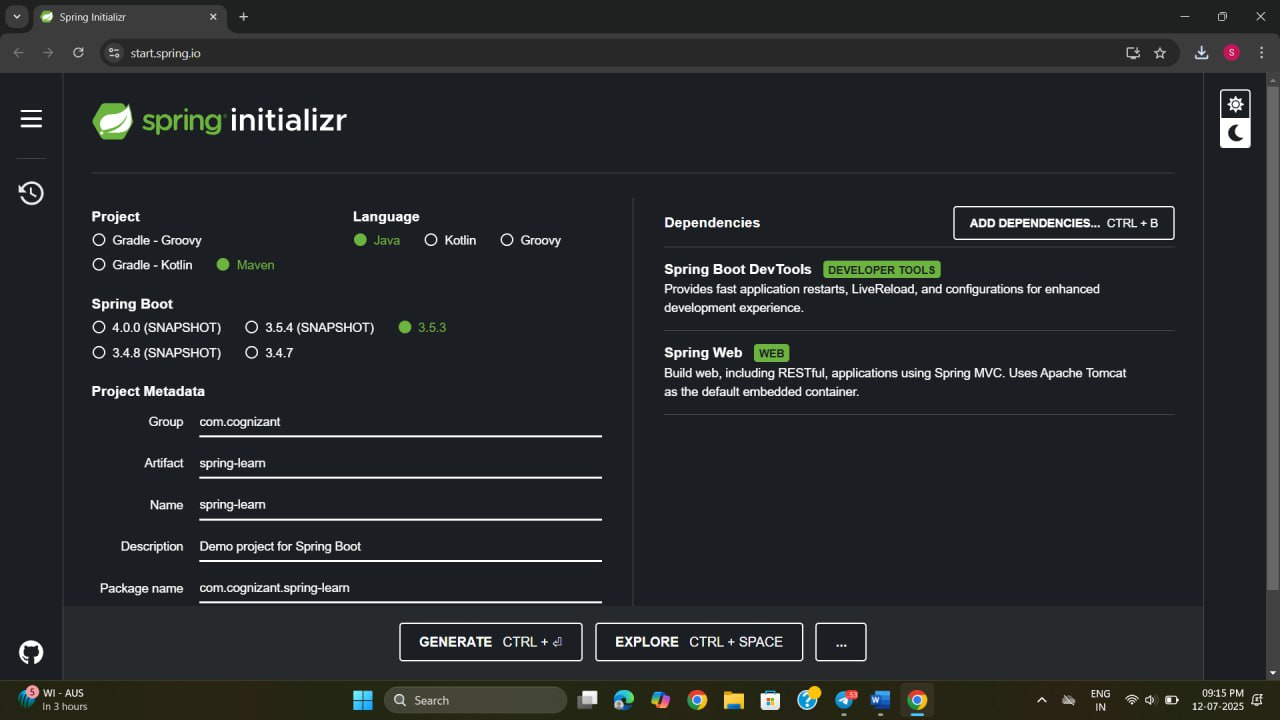 Spring Initializr
start.spring.io
S
spring initializr
Project
Gradle - Groovy
Gradle - Kotlin Maven
Language
Java Kotlin Groovy
Spring Boot
4.0.0 (SNAPSHOT) 3.5.4 (SNAPSHOT) 3.5.3
3.4.8 (SNAPSHOT) 3.4.7
Project Metadata
Group com.cognizant
Artifact spring-learn
Name spring-learn
Description Demo project for Spring Boot
Package name com.cognizant.spring-learn
Dependencies ADD DEPENDENCIES... CTRL + B
Spring Boot DevTools DEVELOPER TOOLS
Provides fast application restarts, LiveReload, and configurations for enhanced
development experience.
Spring Web WEB
Build web, including RESTful, applications using Spring MVC. Uses Apache Tomcat
as the default embedded container.
GENERATE CTRL + ⏎ EXPLORE CTRL + SPACE ...
5
WI - AUS
In 3 hours
Search
53
ENG
IN
09:15 PM
12-07-2025